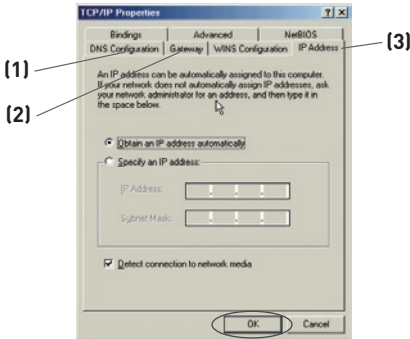 TCP/IP Properties
Bindings Advanced NetBIOS
DNS Configuration Gateway WINS Configuration IP Address
(1)
(2)
(3)
An IP address can be automatically assigned to this computer.
If your network does not automatically assign IP addresses, ask
your network administrator for an address, and then type it in
the space below.
Obtain an IP address automatically
Specify an IP address:
IP Address:
Subnet Mask:
Detect connection to network media
OK Cancel